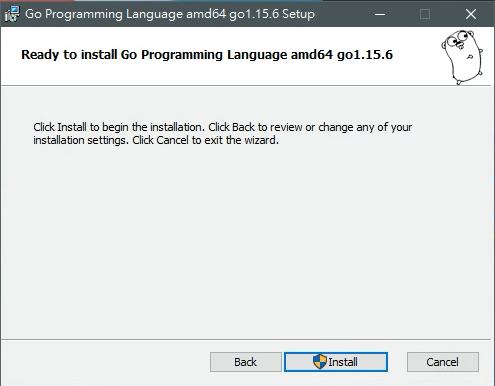 Go Programming Language amd64 go1.15.6 Setup
Ready to install Go Programming Language amd64 go1.15.6
Click Install to begin the installation. Click Back to review or change any of your
installation settings. Click Cancel to exit the wizard.
Back
Install
Cancel